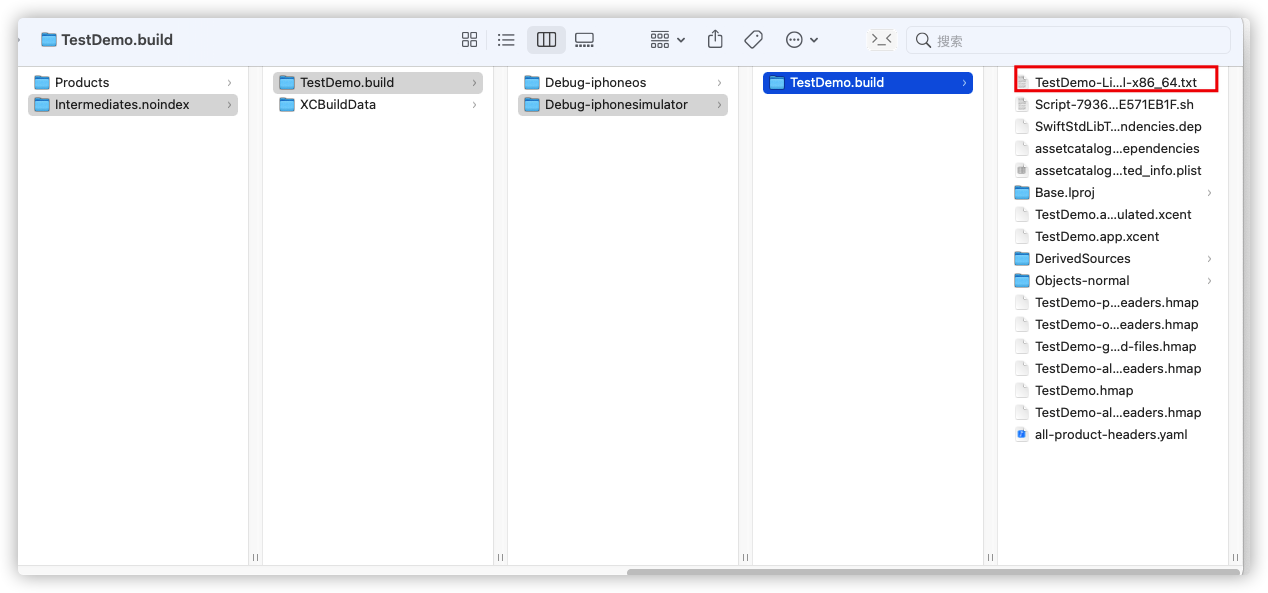 TestDemo.build
搜索
Products
Intermediates.noindex
TestDemo.build
XCBuildData
Debug-iphoneos
Debug-iphonesimulator
TestDemo.build
TestDemo-Li...l-x86_64.txt
Script-7936...E571EB1F.sh
SwiftStdLibT...ndencies.dep
assetcatalog...ependencies
assetcatalog...ted_info.plist
Base.lproj
TestDemo.a...ulated.xcent
TestDemo.app.xcent
DerivedSources
Objects-normal
TestDemo-p...eaders.hmap
TestDemo-o...eaders.hmap
TestDemo-g...d-files.hmap
TestDemo-al...eaders.hmap
TestDemo.hmap
TestDemo-al...eaders.hmap
all-product-headers.yaml